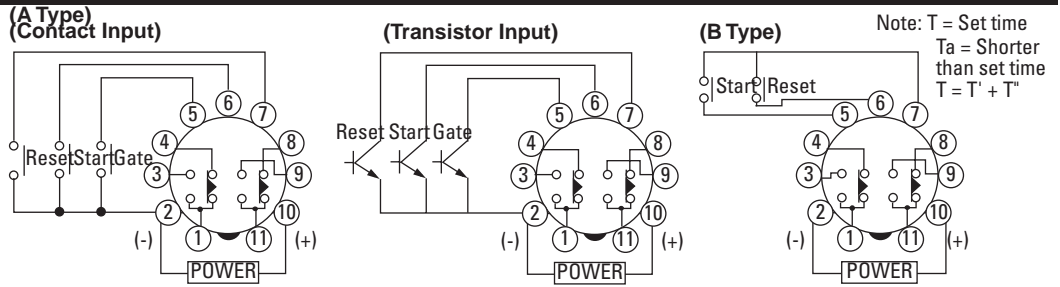 (A Type)
(Contact Input)
(Transistor Input)
(B Type)
Note: T = Set time
Ta = Shorter
than set time
T = T' + T"
Reset Start Gate
5 6 7
4 8
3 9
2 10
1 11
(-) (+)
POWER
Reset Start Gate
5 6 7
4 8
3 9
2 10
1 11
(-) (+)
POWER
Start Reset
5 6 7
4 8
3 9
2 10
1 11
(-) (+)
POWER